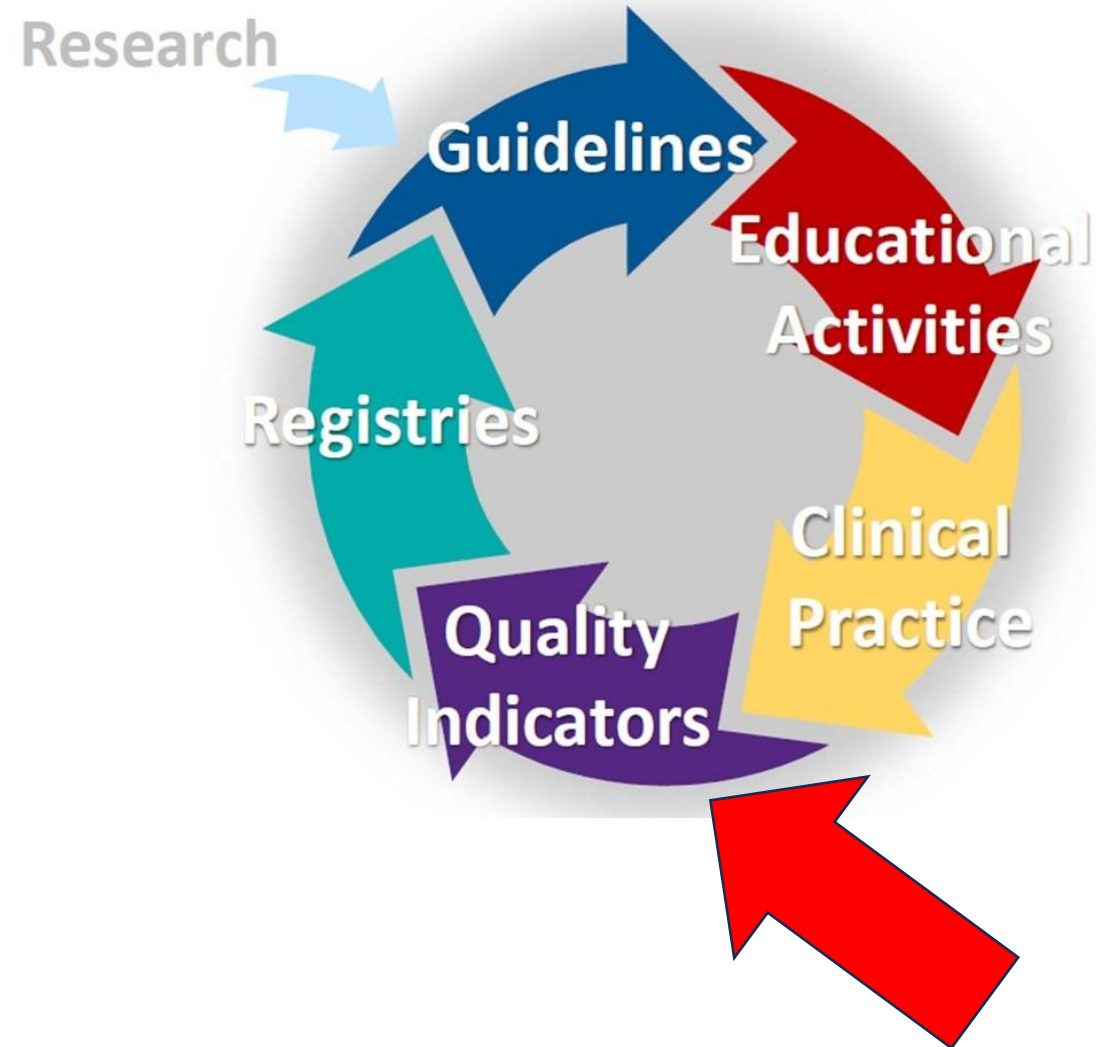 Research
Guidelines
Educational
Activities
Clinical
Practice
Quality
Indicators
Registries